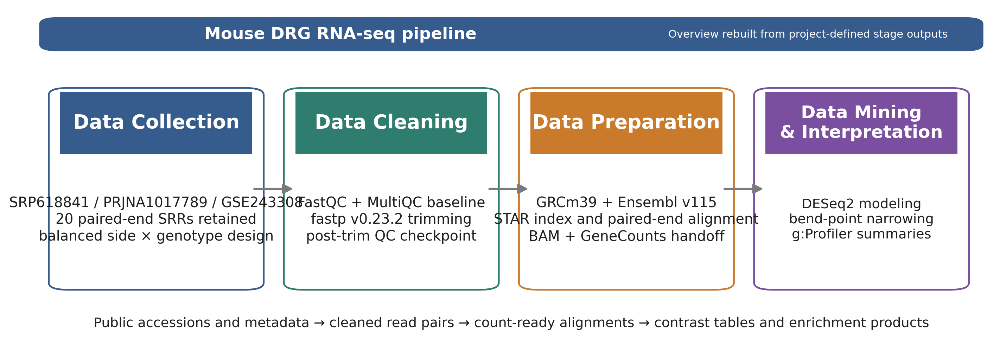 Mouse DRG RNA-seq pipeline
Overview rebuilt from project-defined stage outputs
Data Collection
SRP618841 / PRJNA1017789 / GSE243308
20 paired-end SRRs retained
balanced side × genotype design
Data Cleaning
FastQC + MultiQC baseline
fastp v0.23.2 trimming
post-trim QC checkpoint
Data Preparation
GRCm39 + Ensembl v115
STAR index and paired-end alignment
BAM + GeneCounts handoff
Data Mining
& Interpretation
DESeq2 modeling
bend-point narrowing
g:Profiler summaries
Public accessions and metadata → cleaned read pairs → count-ready alignments → contrast tables and enrichment products